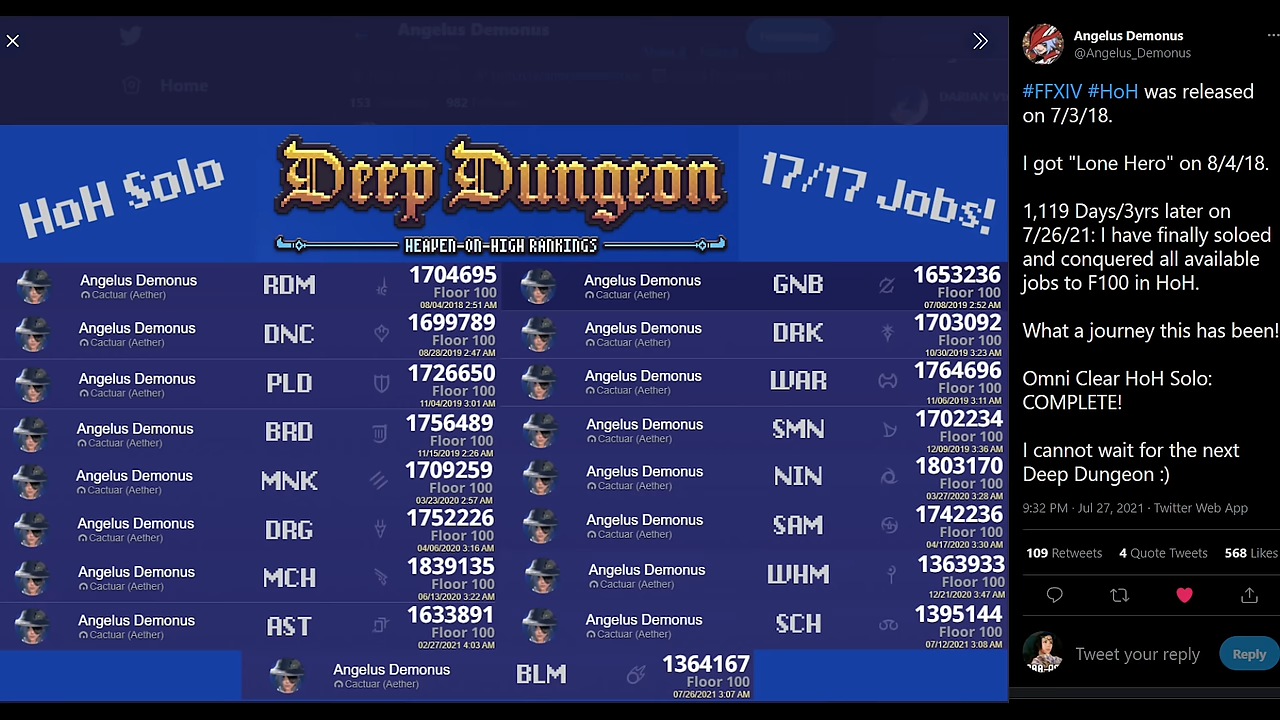 Angelus Demonus
Home
153
982
HoH Solo
Deep Dungeon
HEAVEN-ON-HIGH RANKINGS
17/17 Jobs!
Angelus Demonus
Cactuar (Aether)
RDM
1704695
Floor 100
08/04/2018 2:51 AM
Angelus Demonus
Cactuar (Aether)
GNB
1653236
Floor 100
07/08/2019 2:52 AM
Angelus Demonus
Cactuar (Aether)
DNC
1699789
Floor 100
08/28/2019 2:47 AM
Angelus Demonus
Cactuar (Aether)
DRK
1703092
Floor 100
10/30/2019 3:23 AM
Angelus Demonus
Cactuar (Aether)
PLD
1726650
Floor 100
11/04/2019 3:01 AM
Angelus Demonus
Cactuar (Aether)
WAR
1764696
Floor 100
11/06/2019 3:11 AM
Angelus Demonus
Cactuar (Aether)
BRD
1756489
Floor 100
11/15/2019 2:26 AM
Angelus Demonus
Cactuar (Aether)
SMN
1702234
Floor 100
12/09/2019 3:36 AM
Angelus Demonus
Cactuar (Aether)
MNK
1709259
Floor 100
03/23/2020 2:57 AM
Angelus Demonus
Cactuar (Aether)
NIN
1803170
Floor 100
03/27/2020 3:28 AM
Angelus Demonus
Cactuar (Aether)
DRG
1752226
Floor 100
04/06/2020 3:16 AM
Angelus Demonus
Cactuar (Aether)
SAM
1742236
Floor 100
04/17/2020 3:30 AM
Angelus Demonus
Cactuar (Aether)
MCH
1839135
Floor 100
06/13/2020 3:22 AM
Angelus Demonus
Cactuar (Aether)
WHM
1363933
Floor 100
12/21/2020 3:47 AM
Angelus Demonus
Cactuar (Aether)
AST
1633891
Floor 100
02/27/2021 4:03 AM
Angelus Demonus
Cactuar (Aether)
SCH
1395144
Floor 100
07/12/2021 3:08 AM
Angelus Demonus
Cactuar (Aether)
BLM
1364167
Floor 100
07/26/2021 3:07 AM
Angelus Demonus
@Angelus_Demonus
#FFXIV #HoH was released
on 7/3/18.
I got "Lone Hero" on 8/4/18.
1,119 Days/3yrs later on
7/26/21: I have finally soloed
and conquered all available
jobs to F100 in HoH.
What a journey this has been!
Omni Clear HoH Solo:
COMPLETE!
I cannot wait for the next
Deep Dungeon :)
9:32 PM · Jul 27, 2021 · Twitter Web App
109 Retweets 4 Quote Tweets 568 Likes
Tweet your reply
Reply